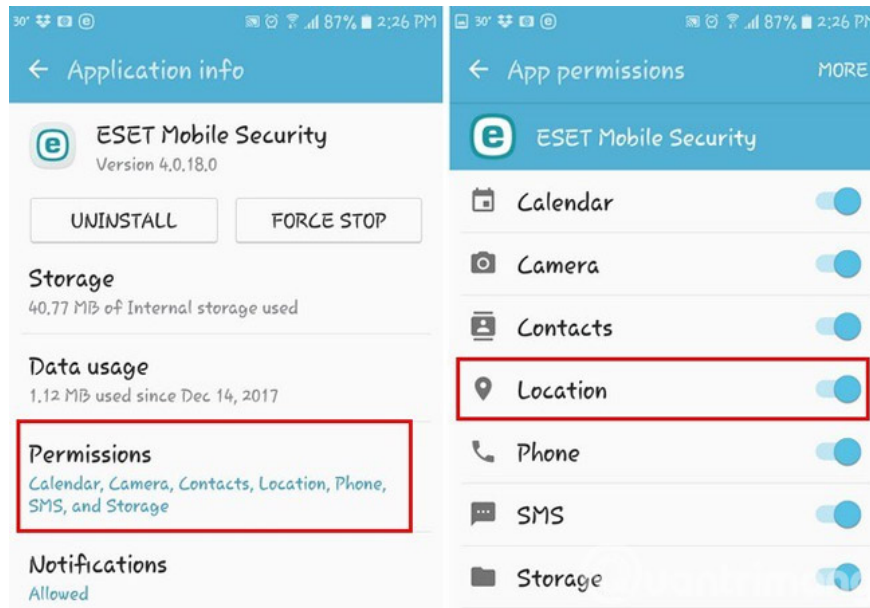 30° 87% 2:26 PM
Application info
ESET Mobile Security
Version 4.0.18.0
UNINSTALL FORCE STOP
Storage
40.77 MB of Internal storage used
Data usage
1.12 MB used since Dec 14, 2017
Permissions
Calendar, Camera, Contacts, Location, Phone,
SMS, and Storage
Notifications
Allowed
30° 87% 2:26 PM
App permissions MORE
e ESET Mobile Security
Calendar
Camera
Contacts
Location
Phone
SMS
Storage